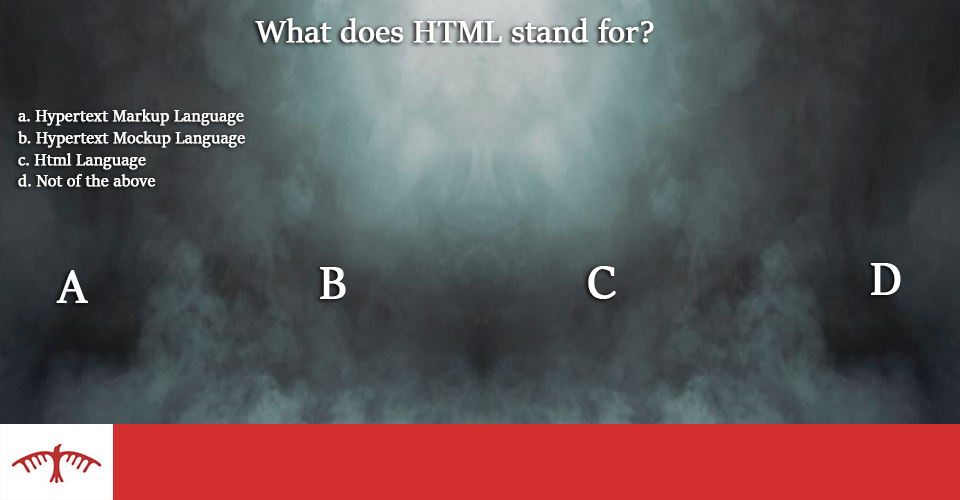 What does HTML stand for?
a. Hypertext Markup Language
b. Hypertext Mockup Language
c. Html Language
d. Not of the above
A B C D